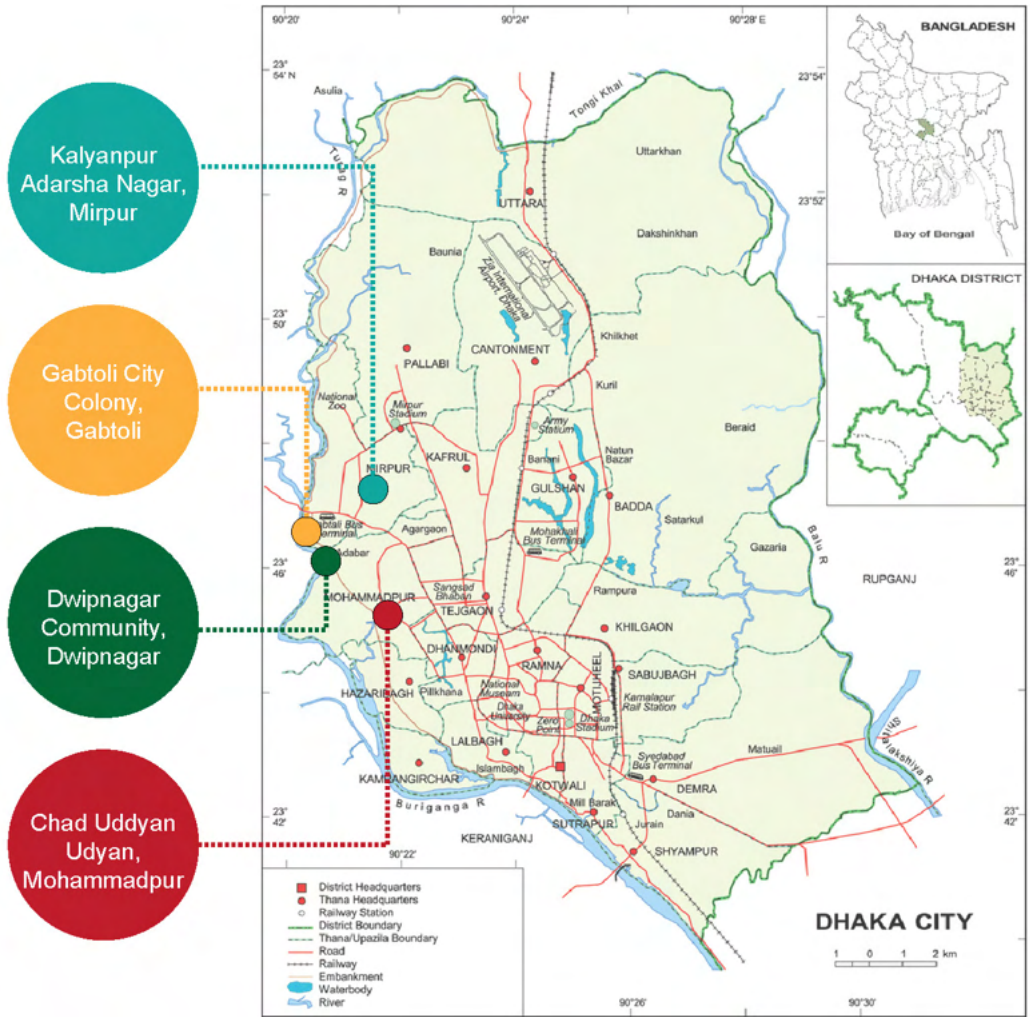 Kalyanpur
Adarsha Nagar,
Mirpur
Gabtoli City
Colony,
Gabtoli
Dwipnagar
Community,
Dwipnagar
Chad Uddyan
Udyan,
Mohammadpur
90°20'
90°24'
90°28' E
23°
54' N
23°
50'
23°
46'
23°
42'
23°54'
23°52'
90°22'
90°26'
90°30'
Asulia
Tongi Khal
Turag R
Uttarkhan
UTTARA
Dakshinkhan
Baunia
Zia International
Airport, Dhaka
Khilkhet
PALLABI
CANTONMENT
Kuril
National
Zoo
Mirpur
Stadium
Army
Statium
Beraid
MIRPUR
KAFRUL
Banani
Natun
Bazar
GULSHAN
BADDA
Satarkul
Agargaon
Mohakhali
Bus Terminal
Gazaria
Balu R
Adabar
RUPGANJ
MOHAMMADPUR
Sangsad
Bhaban
TEJGAON
Rampura
KHILGAON
DHANMONDI
RAMNA
MOTIJHEEL
SABUJBAGH
HAZARIBAGH
Pilkhana
National
Museam
Kamalapur
Rail Station
Dhaka
University
Zero
Point
Dhaka
Stadium
LALBAGH
Islambagh
Syedabad
Bus Terminal
Matuail
Shitalakshiya R
KAMRANGIRCHAR
KOTWALI
DEMRA
Buriganga R
Mill Barak
Dania
SUTRAPUR
Jurain
KERANIGANJ
SHYAMPUR
BANGLADESH
Bay of Bengal
DHAKA DISTRICT
District Headquarters
Thana Headquarters
Railway Station
District Boundary
Thana/Upazila Boundary
Road
Railway
Embankment
Waterbody
River
DHAKA CITY
1 0 1 2 km